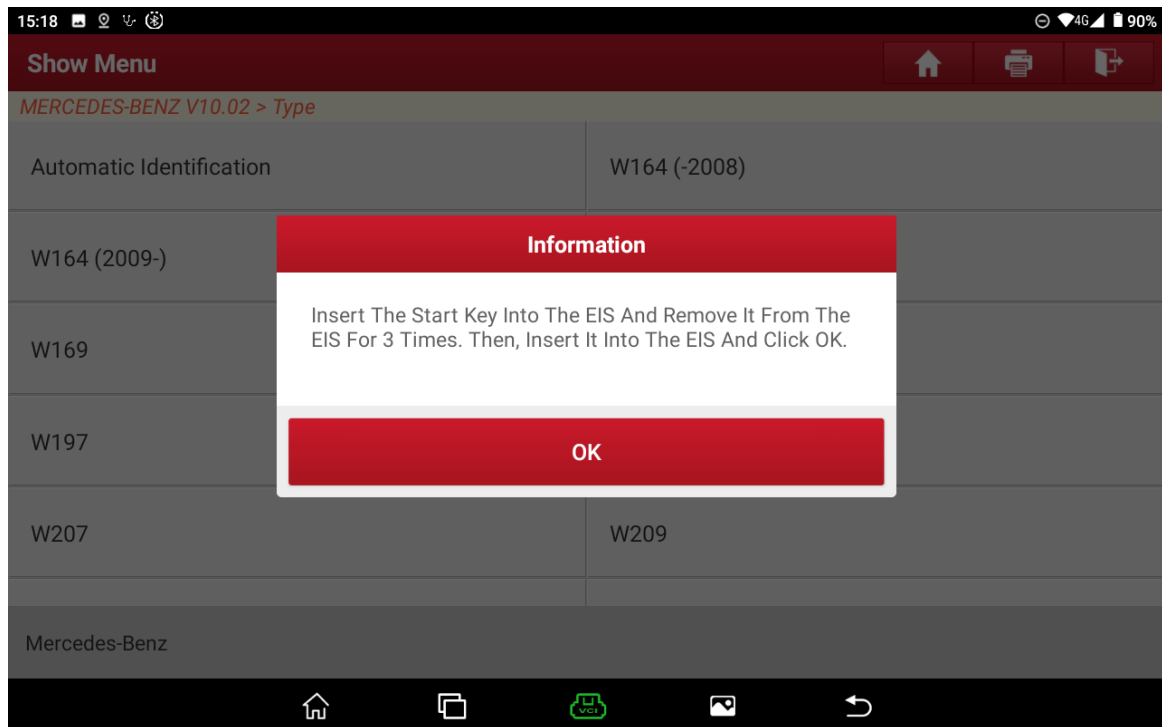 15:18
4G 90%
Show Menu
MERCEDES-BENZ V10.02 > Type
Automatic Identification
W164 (-2008)
W164 (2009-)
Information
Insert The Start Key Into The EIS And Remove It From The
EIS For 3 Times. Then, Insert It Into The EIS And Click OK.
W169
W197
OK
W207
W209
Mercedes-Benz
VCI